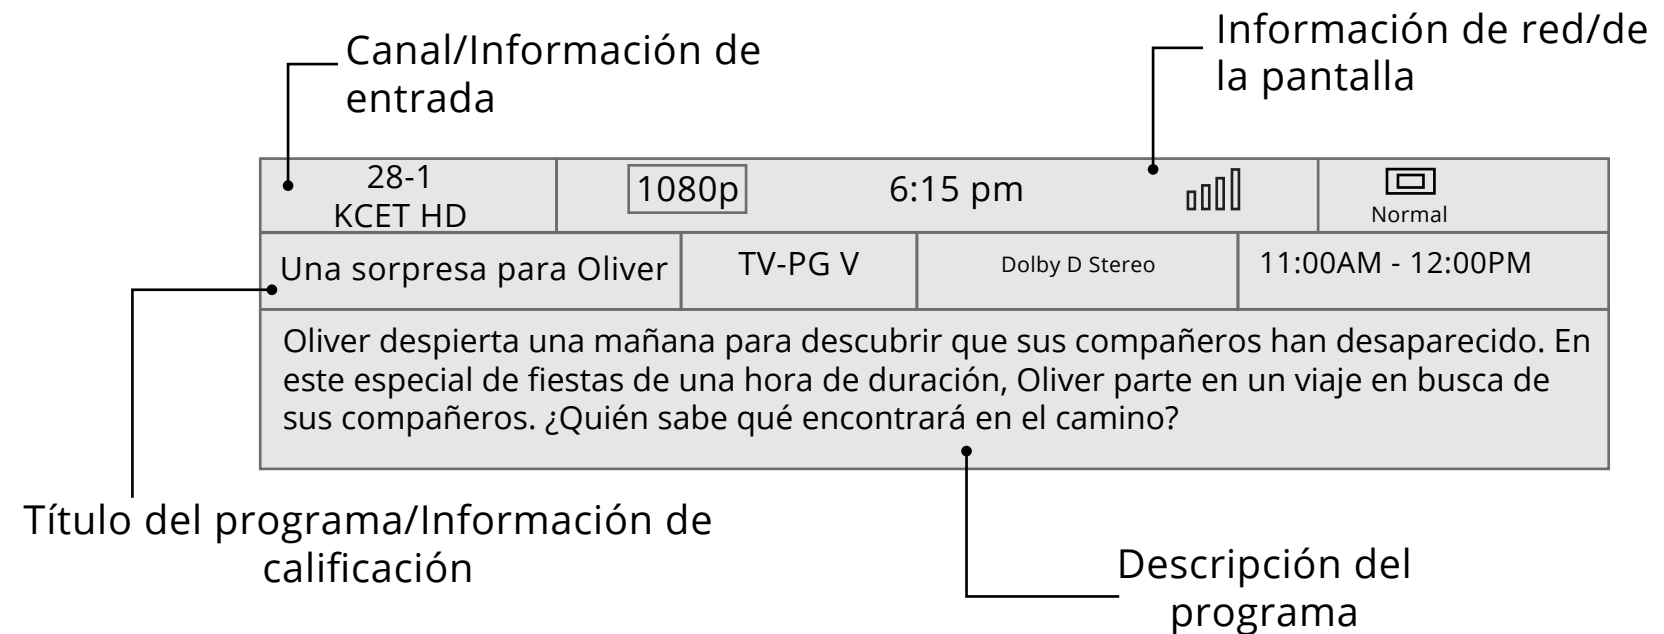 Canal/Información de
entrada
Información de red/de
la pantalla
28-1
KCET HD
1080p
6:15 pm
Normal
Una sorpresa para Oliver
TV-PG V
Dolby D Stereo
11:00AM - 12:00PM
Oliver despierta una mañana para descubrir que sus compañeros han desaparecido. En
este especial de fiestas de una hora de duración, Oliver parte en un viaje en busca de
sus compañeros. ¿Quién sabe qué encontrará en el camino?
Título del programa/Información de
calificación
Descripción del
programa